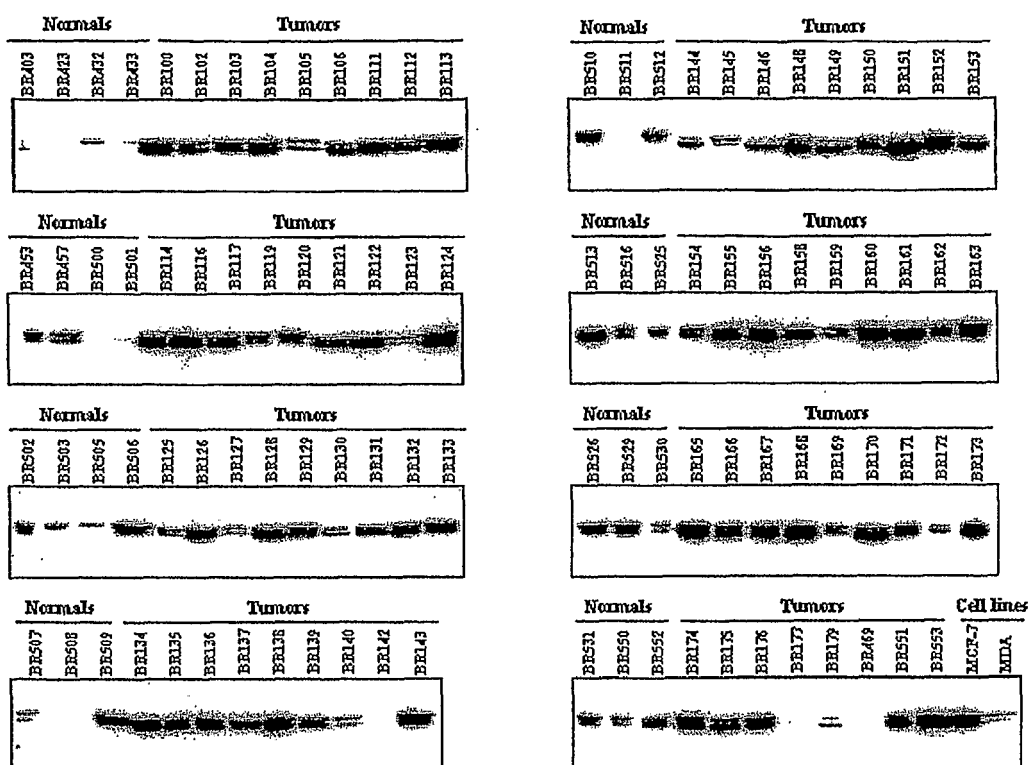 Normals Tumors
BR403 BR423 BR432 BR433 BR100 BR102 BR103 BR104 BR105 BR106 BR111 BR112 BR113
Normals Tumors
BR453 BR457 BR500 BR501 BR114 BR116 BR117 BR119 BR120 BR121 BR122 BR123 BR124
Normals Tumors
BR502 BR503 BR505 BR506 BR125 BR126 BR127 BR128 BR129 BR130 BR131 BR132 BR133
Normals Tumors
BR507 BR508 BR509 BR134 BR135 BR136 BR137 BR138 BR139 BR140 BR142 BR143
Normals Tumors
BR510 BR511 BR512 BR144 BR145 BR146 BR148 BR149 BR150 BR151 BR152 BR153
Normals Tumors
BR513 BR516 BR525 BR154 BR155 BR156 BR158 BR159 BR160 BR161 BR162 BR163
Normals Tumors
BR526 BR529 BR530 BR165 BR166 BR167 BR168 BR169 BR170 BR171 BR172 BR173
Normals Tumors Cell lines
BR531 BR550 BR552 BR174 BR175 BR176 BR177 BR179 BR469 BR551 BR553 MCF-7 MDA